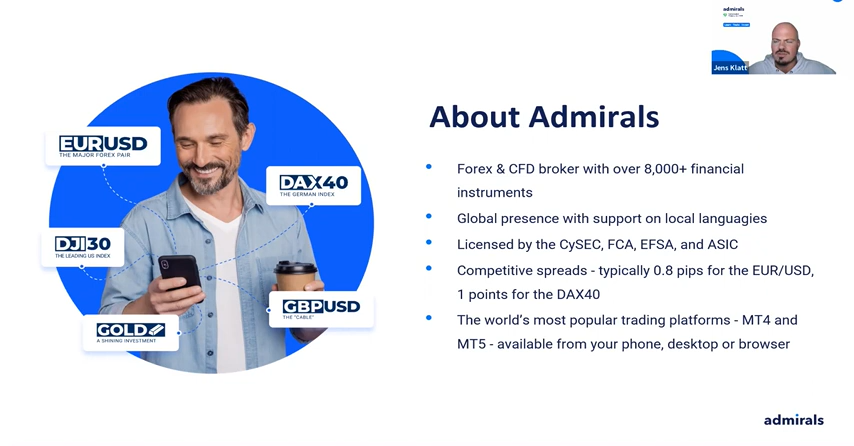 admirals
Jens Klatt
About Admirals
Forex & CFD broker with over 8,000+ financial
instruments
Global presence with support on local languagies
Licensed by the CySEC, FCA, EFSA, and ASIC
Competitive spreads - typically 0.8 pips for the EUR/USD,
1 points for the DAX40
The world's most popular trading platforms - MT4 and
MT5 - available from your phone, desktop or browser
EURUSD
THE MAJOR FOREX PAIR
DAX40
THE GERMAN INDEX
DJI30
THE LEADING US INDEX
GBPUSD
THE "CABLE"
GOLD
A SHINING INVESTMENT
admirals